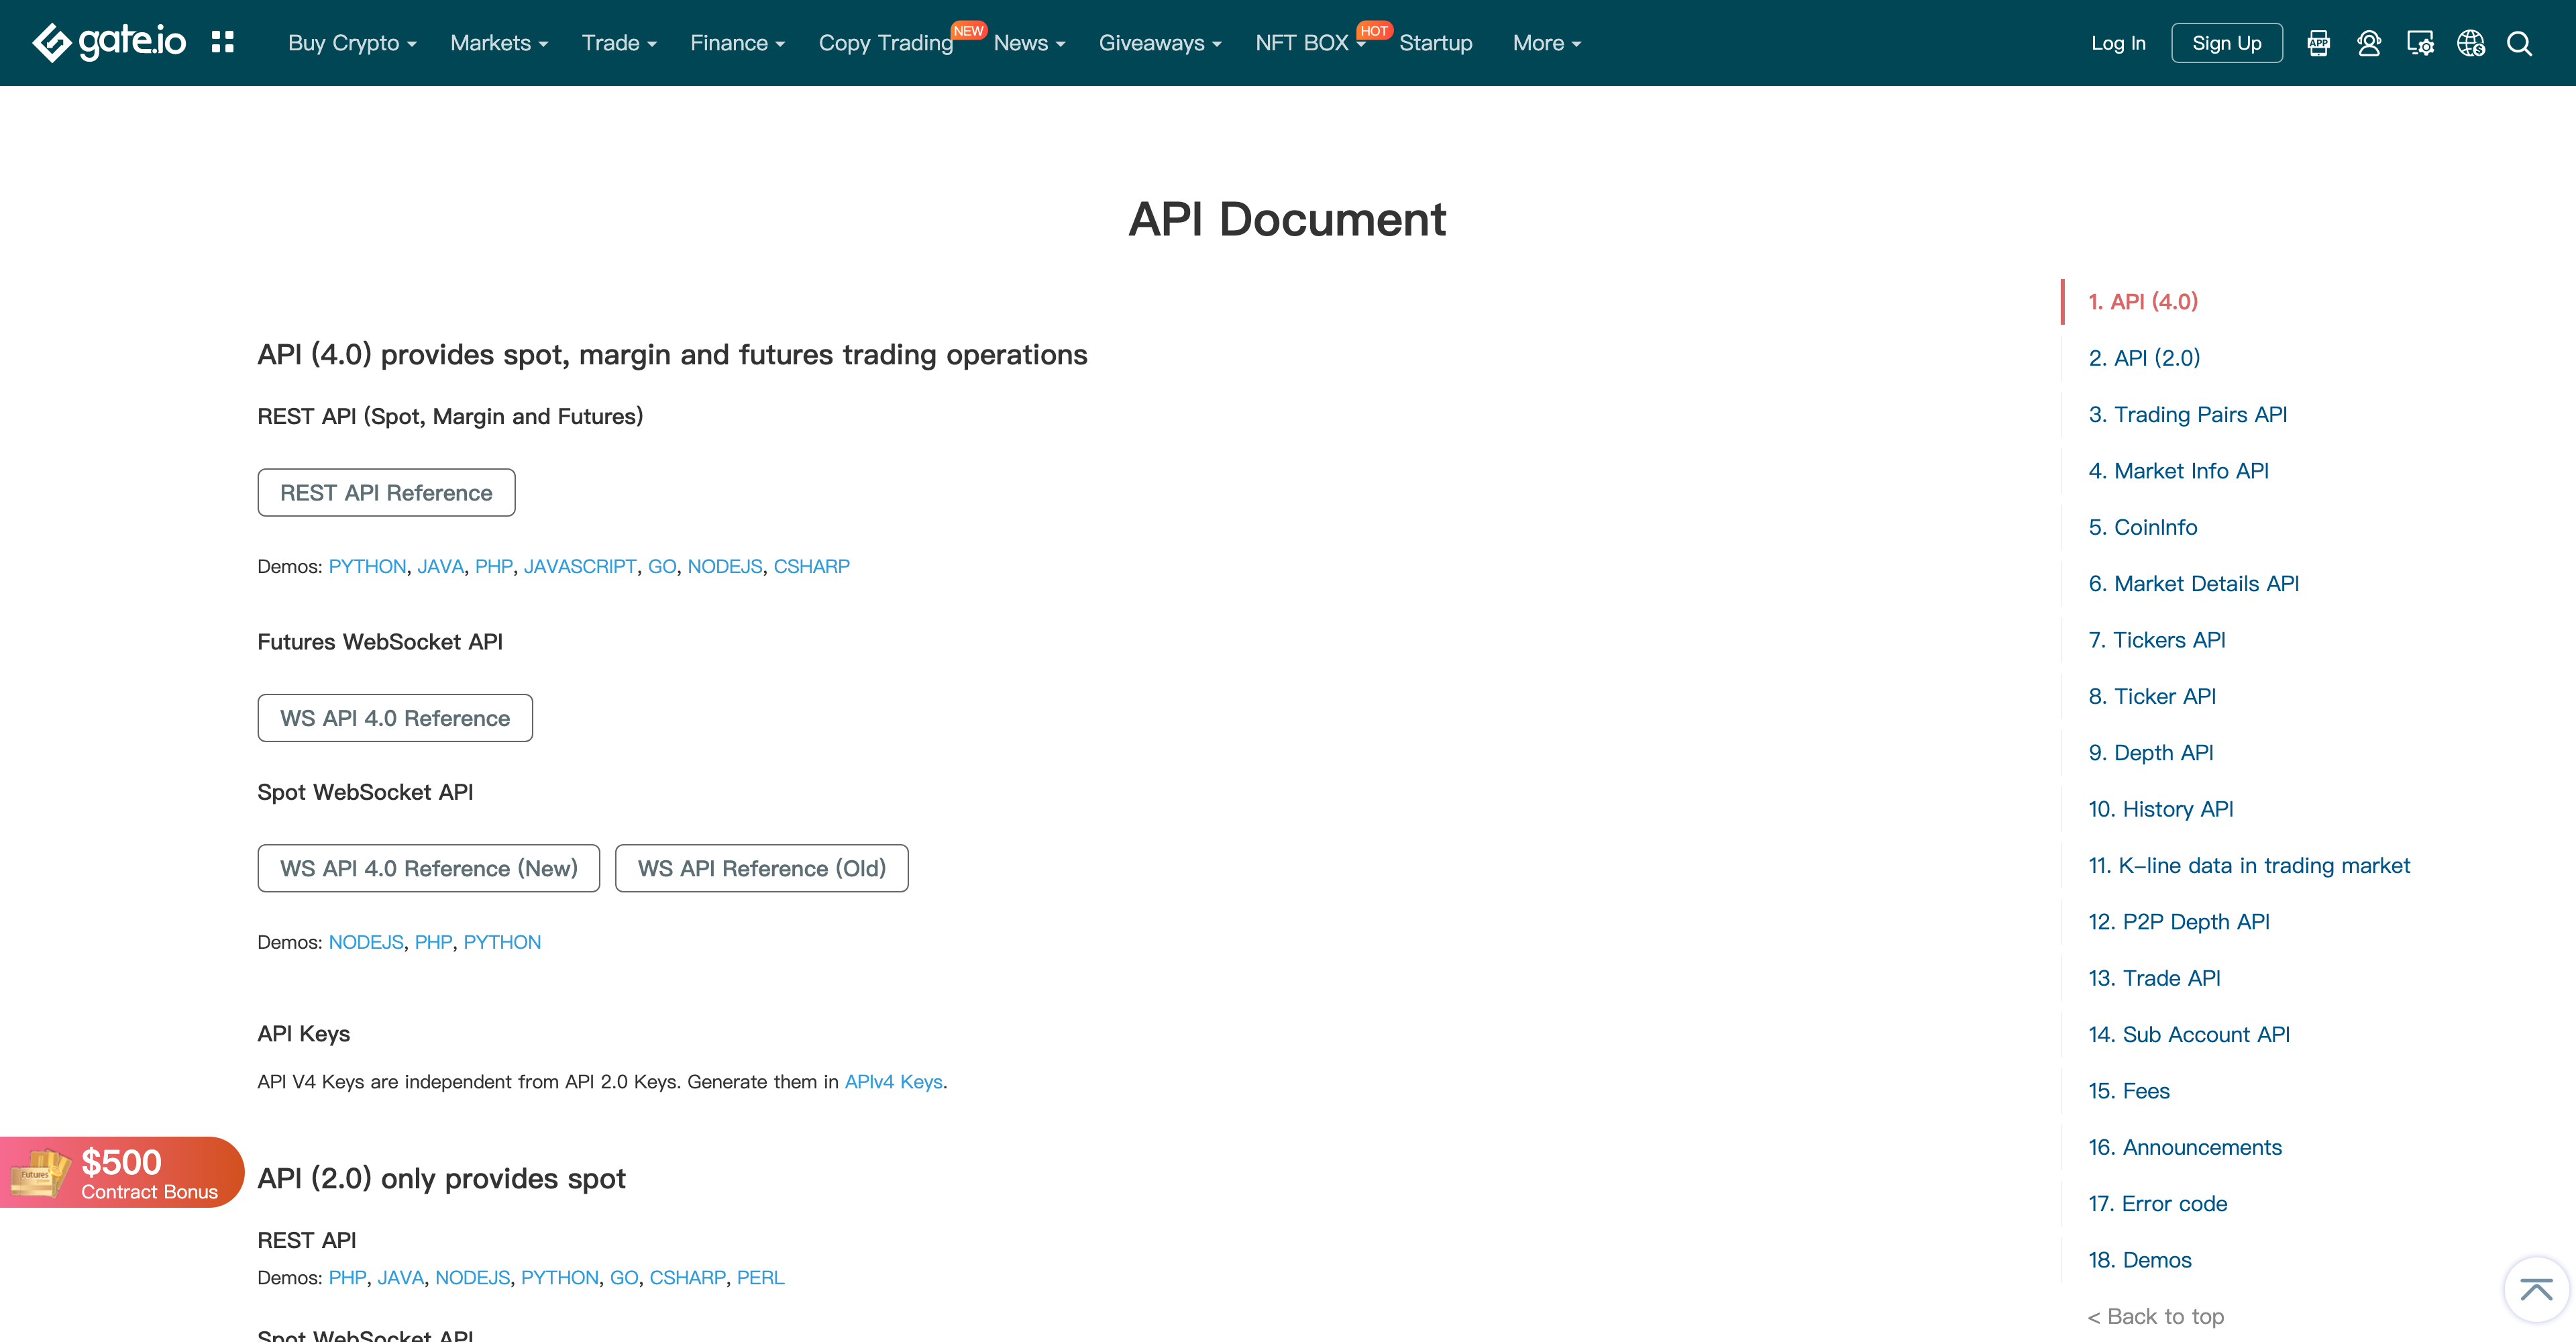 gate.io Buy Crypto Markets Trade Finance Copy Trading NEW News Giveaways NFT BOX HOT Startup More Log In Sign Up APP
API Document
API (4.0) provides spot, margin and futures trading operations
REST API (Spot, Margin and Futures)
REST API Reference
Demos: PYTHON, JAVA, PHP, JAVASCRIPT, GO, NODEJS, CSHARP
Futures WebSocket API
WS API 4.0 Reference
Spot WebSocket API
WS API 4.0 Reference (New) WS API Reference (Old)
Demos: NODEJS, PHP, PYTHON
API Keys
API V4 Keys are independent from API 2.0 Keys. Generate them in APIv4 Keys.
Futures
$500
Contract Bonus
API (2.0) only provides spot
REST API
Demos: PHP, JAVA, NODEJS, PYTHON, GO, CSHARP, PERL
Spot WebSocket API
1. API (4.0)
2. API (2.0)
3. Trading Pairs API
4. Market Info API
5. CoinInfo
6. Market Details API
7. Tickers API
8. Ticker API
9. Depth API
10. History API
11. K-line data in trading market
12. P2P Depth API
13. Trade API
14. Sub Account API
15. Fees
16. Announcements
17. Error code
18. Demos
< Back to top